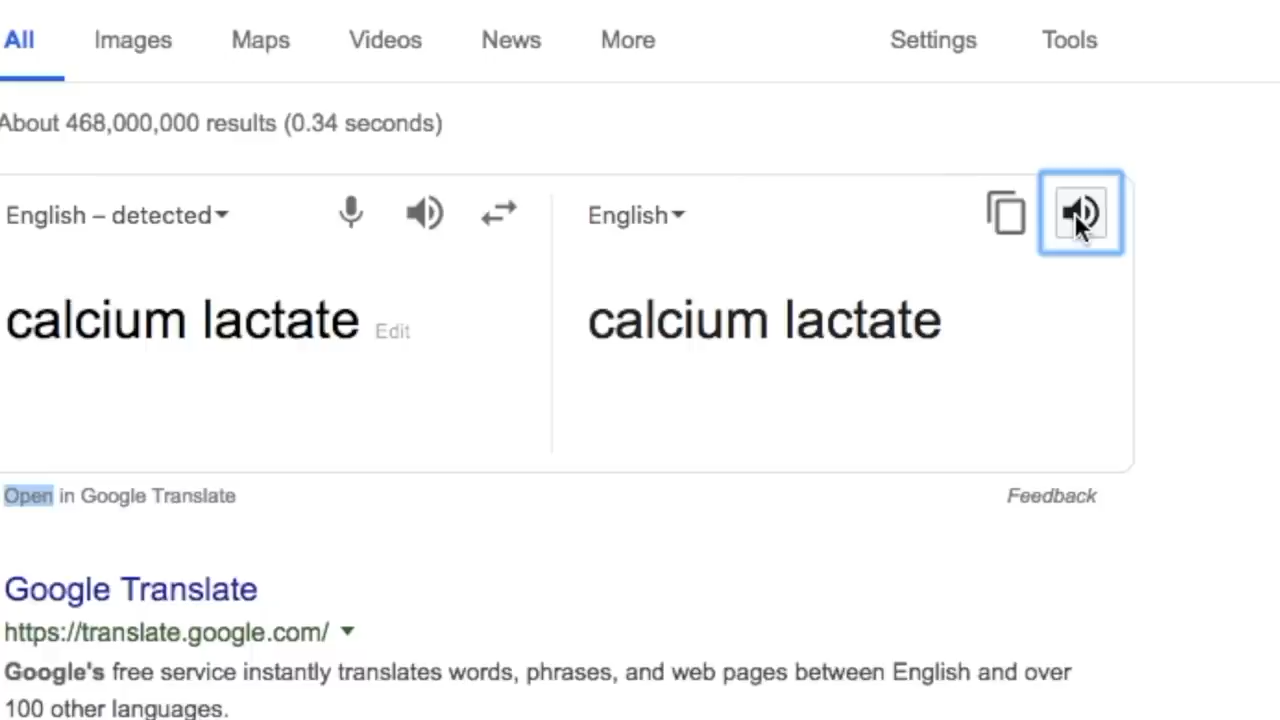 All Images Maps Videos News More Settings Tools
About 468,000,000 results (0.34 seconds)
English – detected English
calcium lactate Edit calcium lactate
Open in Google Translate Feedback
Google Translate
https://translate.google.com/
Google's free service instantly translates words, phrases, and web pages between English and over
100 other languages.